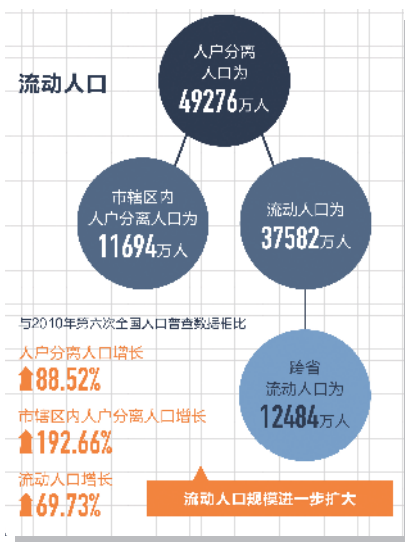 流动人口
人户分离
人口为
49276万人
市辖区内
人户分离人口为
11694万人
流动人口为
37582万人
跨省
流动人口为
12484万人
与2010年第六次全国人口普查数据相比
人户分离人口增长
88.52%
市辖区内人户分离人口增长
192.66%
流动人口增长
69.73%
流动人口规模进一步扩大